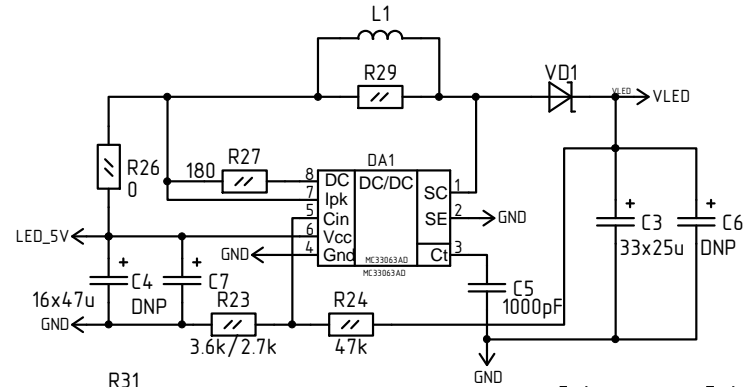 L1
R29
VD1
VLED
VLED
R26
0
180
R27
DA1
8
7
5
6
4
DC
Ipk
Cin
Vcc
Gnd
DC/DC
SC
SE
Ct
1
2
3
MC33063AD
MC33063AD
GND
GND
LED_5V
+
C4
16x47u
DNP
+
C7
GND
R23
3.6k/2.7k
R24
47k
C5
1000pF
GND
+
C3
33x25u
+
C6
DNP
R31